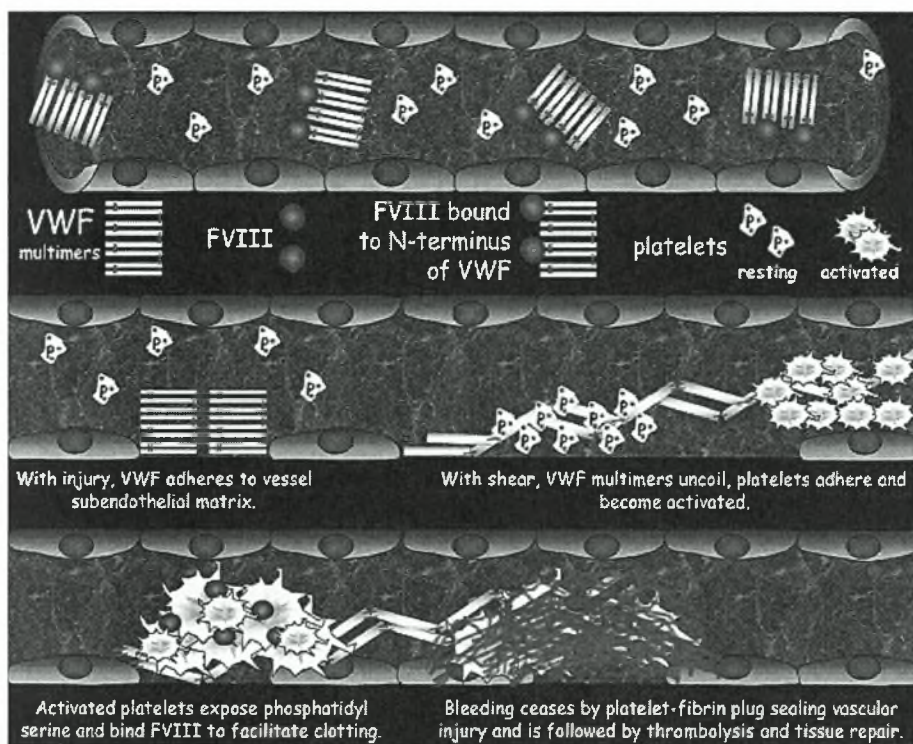 VWF
multimers
FVIII
FVIII bound
to N-terminus
of VWF
platelets
resting
activated
With injury, VWF adheres to vessel
subendothelial matrix.
With shear, VWF multimers uncoil, platelets adhere and
become activated.
Activated platelets expose phosphatidyl
serine and bind FVIII to facilitate clotting.
Bleeding ceases by platelet-fibrin plug sealing vascular
injury and is followed by thrombolysis and tissue repair.